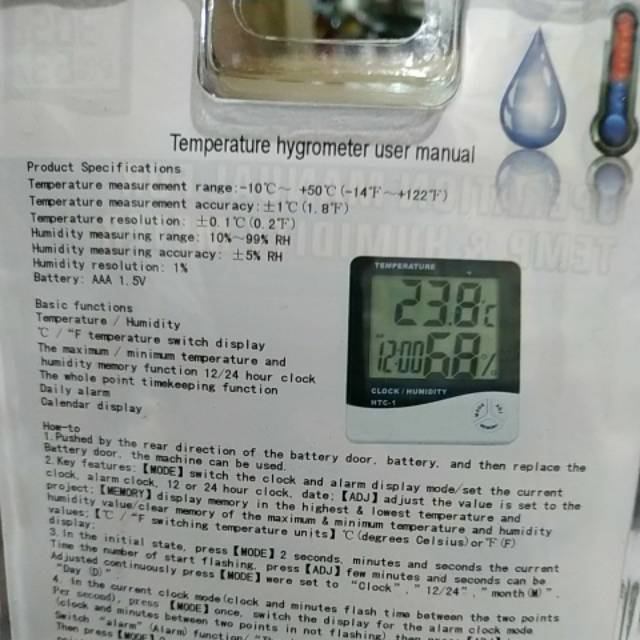 Temperature hygrometer user manual
Product Specifications
Temperature measurement range:-10℃~ +50℃(-14℉~+122℉)
Temperature measurement accuracy:±1℃(1.8℉)
Temperature resolution: ±0.1℃(0.2℉)
Humidity measuring range: 10%~99% RH
Humidity measuring accuracy: ±5% RH
Humidity resolution: 1%
Battery: AAA 1.5V
TEMPERATURE
23.8℃
12:00 68%
CLOCK / HUMIDITY
HTC-1
Basic functions
Temperature / Humidity
℃ / ℉ temperature switch display
The maximum / minimum temperature and
humidity memory function 12/24 hour clock
The whole point timekeeping function
Daily alarm
Calendar display
How-to
1.Pushed by the rear direction of the battery door, battery, and then replace the
Battery door, the machine can be used.
2.Key features:【MODE】switch the clock and alarm display mode/set the current
clock, alarm clock, 12 or 24 hour clock, date;【ADJ】adjust the value is set to the
project;【MEMORY】display memory in the highest & lowest temperature and
humidity value/clear memory of the maximum & minimum temperature and humidity
values;【℃ / ℉ switching temperature units】℃(degrees Celsius)or℉(F)
display;
3.In the initial state, press【MODE】2 seconds, minutes and seconds the current
Time the number of start flashing, press【ADJ】few minutes and seconds can be
Adjusted continuously press【MODE】were set to "Clock", "12/24", "month(M)",
"Day (D)"
4. In the current clock mode(clock and minutes flash time between the two points
Per second), press【MODE】once, switch the display for the alarm clock mode
(clock and minutes between two points is not flashing), then press
Switch "alarm" (Alarm) function/
Then press【MODE】